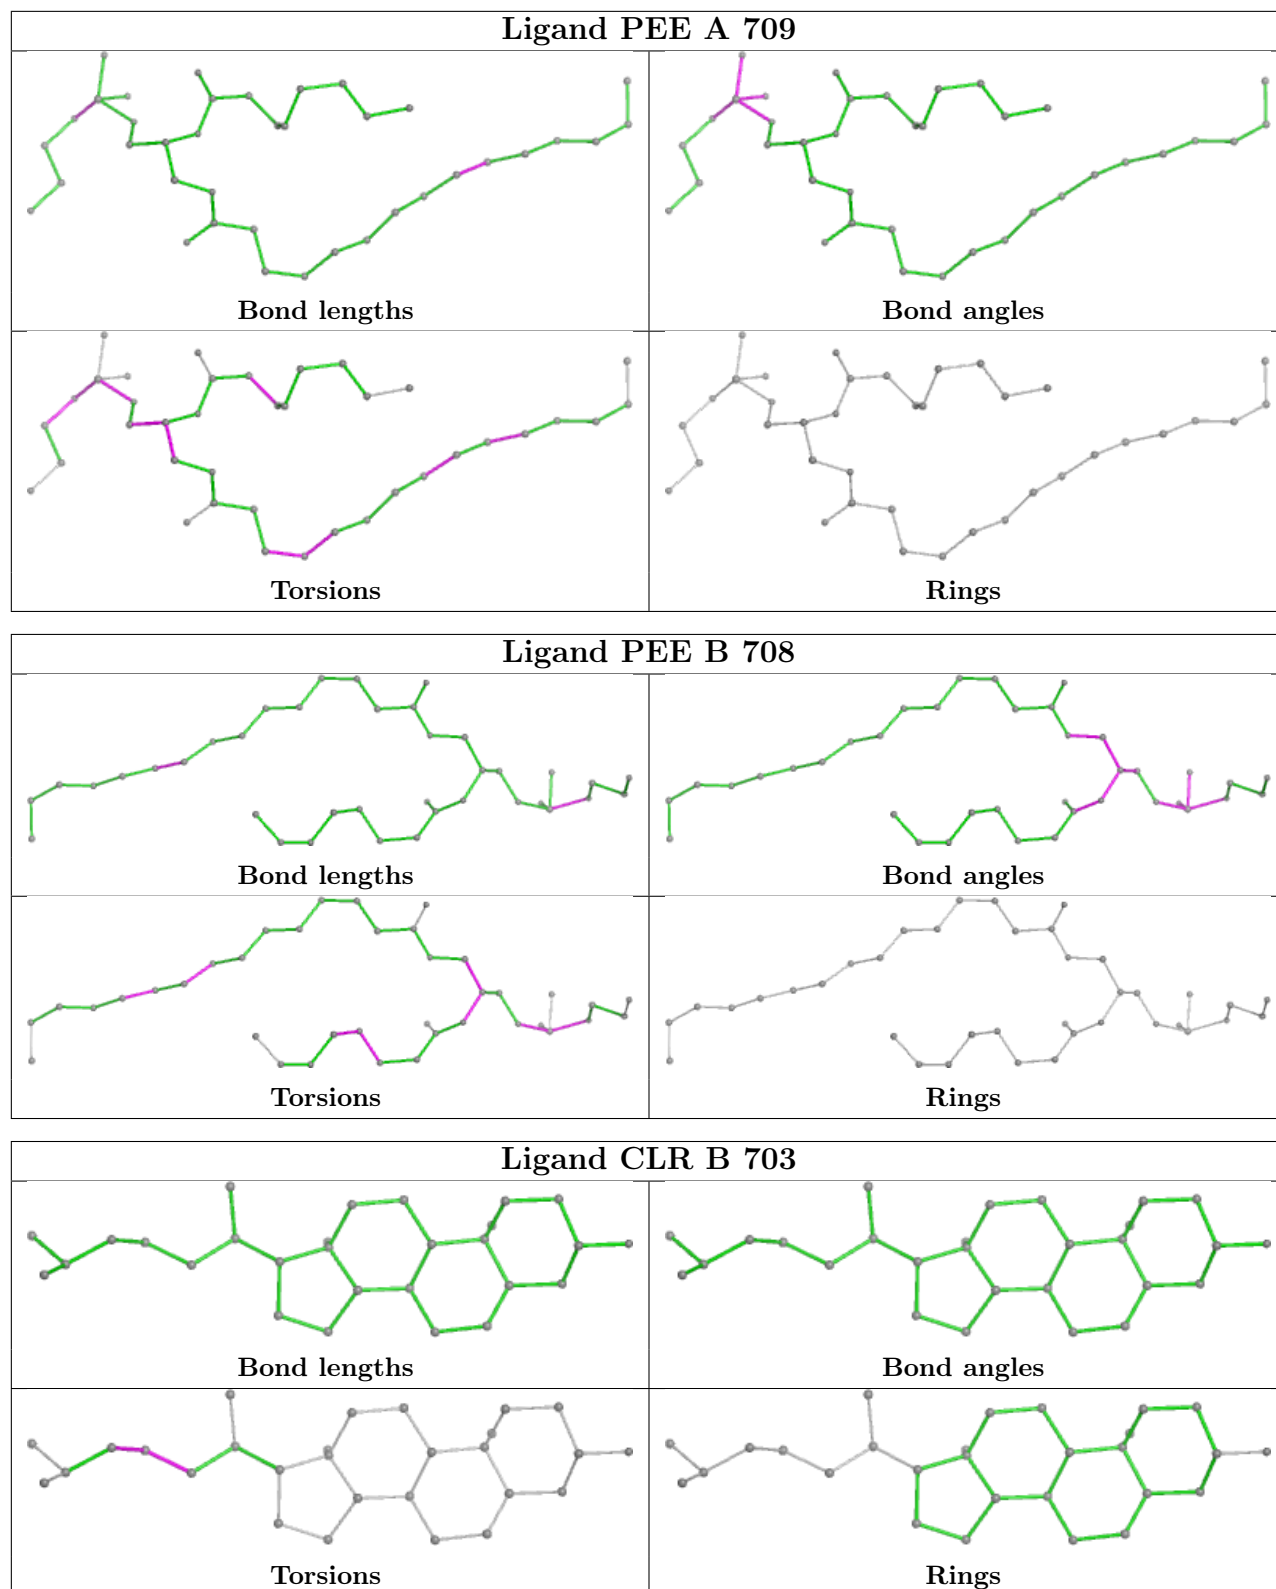 Ligand PEE A 709
Bond lengths
Bond angles
Torsions
Rings
Ligand PEE B 708
Bond lengths
Bond angles
Torsions
Rings
Ligand CLR B 703
Bond lengths
Bond angles
Torsions
Rings